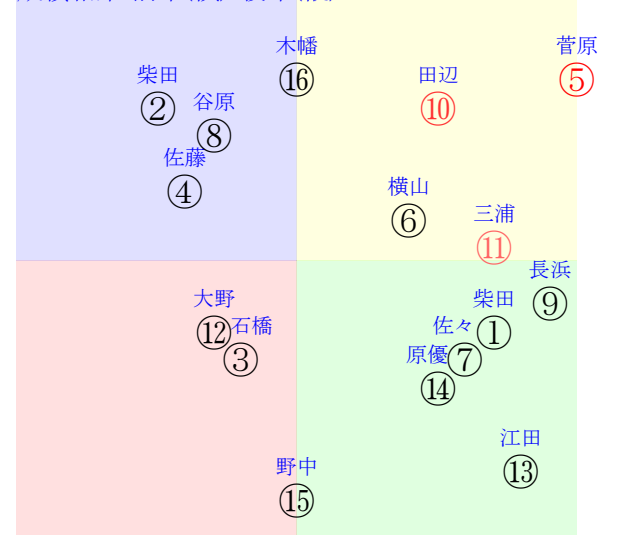 木幡
⑯
菅原
⑤
柴田
②
田辺
⑩
谷原
⑧
佐藤
④
横山
⑥
三浦
⑪
長浜
⑨
大野
⑫
柴田
①
石橋
③
佐々
⑦
原優
⑭
江田
⑬
野中
⑮